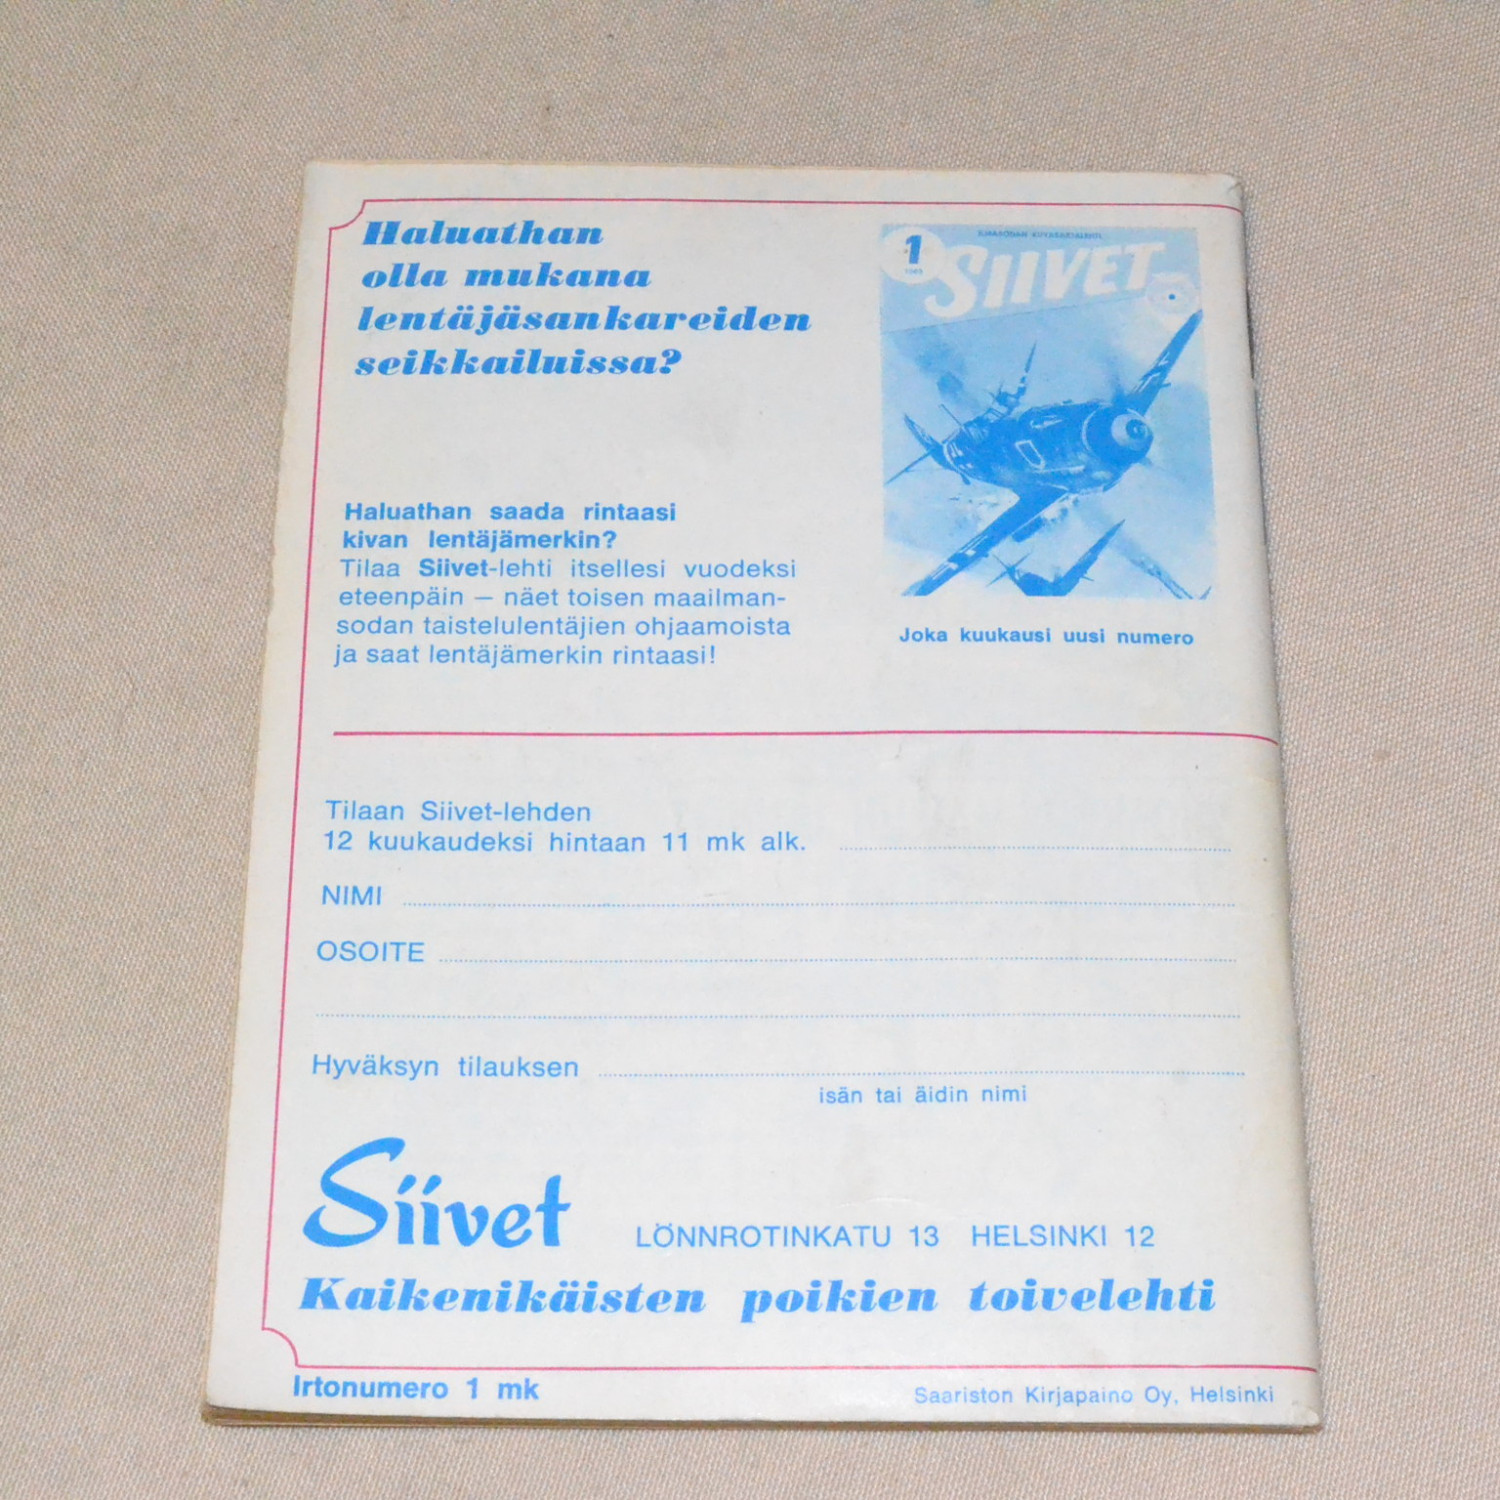 Haluathan
olla mukana
lentäjäsankareiden
seikkailuissa?
1
SIIVET
Haluathan saada rintaasi
kivan lentäjämerkin?
Tilaa Siivet-lehti itsellesi vuodeksi
eteenpäin — näet toisen maailman-
sodan taistelulentäjien ohjaamoista
ja saat lentäjämerkin rintaasi!
Joka kuukausi uusi numero
Tilaan Siivet-lehden
12 kuukaudeksi hintaan 11 mk alk.
NIMI
OSOITE
Hyväksyn tilauksen
isän tai äidin nimi
Siivet LÖNNROTINKATU 13 HELSINKI 12
Kaikenikäisten poikien toivelehti
Irtonumero 1 mk
Saariston Kirjapaino Oy, Helsinki